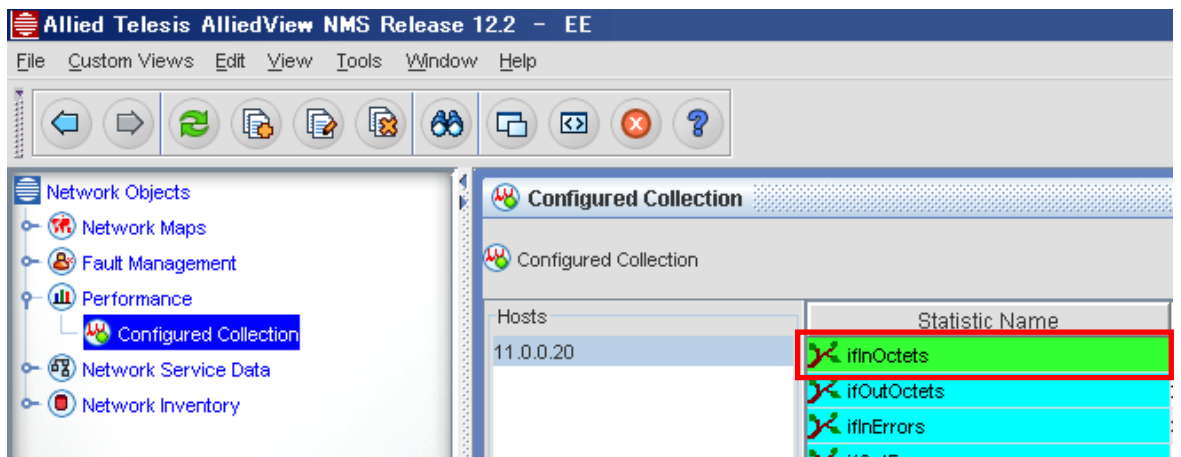 Allied Telesis AlliedView NMS Release 12.2 - EE
File Custom Views Edit View Tools Window Help
Network Objects
Network Maps
Fault Management
Performance
Configured Collection
Network Service Data
Network Inventory
Configured Collection
Configured Collection
Hosts
11.0.0.20
Statistic Name
ifInOctets
ifOutOctets
ifInErrors